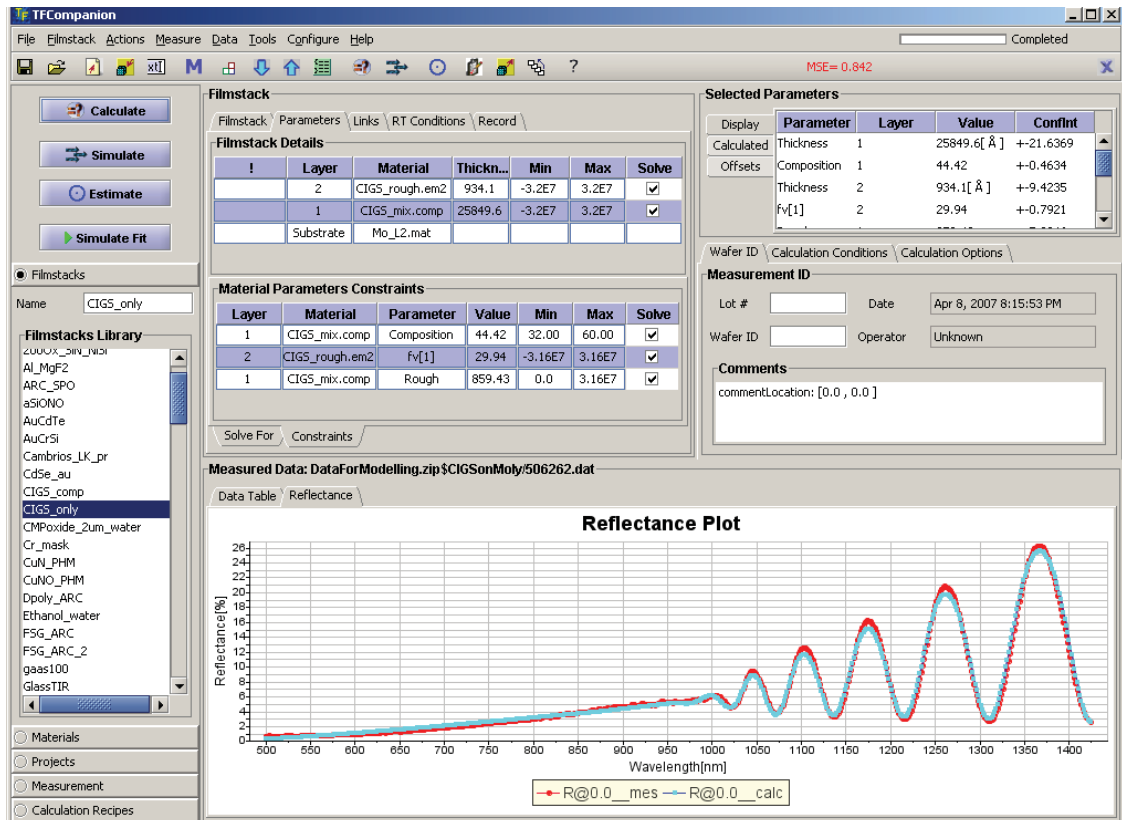 TFCompanion
File Filmstack Actions Measure Data Tools Configure Help Completed
xtl M ? MSE= 0.842 X
Calculate
Simulate
Estimate
Simulate Fit
Filmstacks
Name CIGS_only
Filmstacks Library
Al_MgF2
ARC_SPO
aSiONO
AuCdTe
AuCrSi
Cambrios_LK_pr
CdSe_au
CIGS_comp
CIGS_only
CMPoxide_2um_water
Cr_mask
CuN_PHM
CuNO_PHM
Dpoly_ARC
Ethanol_water
FSG_ARC
FSG_ARC_2
gaas100
GlassTIR
Materials
Projects
Measurement
Calculation Recipes
Filmstack
Filmstack Parameters Links RT Conditions Record
Filmstack Details
! Layer Material Thickn... Min Max Solve
2 CIGS_rough.em2 934.1 -3.2E7 3.2E7
1 CIGS_mix.comp 25849.6 -3.2E7 3.2E7
Substrate Mo_L2.mat
Material Parameters Constraints
Layer Material Parameter Value Min Max Solve
1 CIGS_mix.comp Composition 44.42 32.00 60.00
2 CIGS_rough.em2 fv[1] 29.94 -3.16E7 3.16E7
1 CIGS_mix.comp Rough 859.43 0.0 3.16E7
Solve For Constraints
Selected Parameters
Display
Calculated
Offsets
Parameter Layer Value ConfInt
Thickness 1 25849.6[ Å ] +-21.6369
Composition 1 44.42 +-0.4634
Thickness 2 934.1[ Å ] +-9.4235
fv[1] 2 29.94 +-0.7921
Wafer ID Calculation Conditions Calculation Options
Measurement ID
Lot # Date Apr 8, 2007 8:15:53 PM
Wafer ID Operator Unknown
Comments
commentLocation: [0.0 , 0.0 ]
Measured Data: DataForModelling.zip$CIGSonMoly/506262.dat
Data Table Reflectance
Reflectance Plot
Reflectance[%]
26
24
22
20
18
16
14
12
10
8
6
4
2
0
500 550 600 650 700 750 800 850 900 950 1000 1050 1100 1150 1200 1250 1300 1350 1400
Wavelength[nm]
R@0.0__mes R@0.0__calc